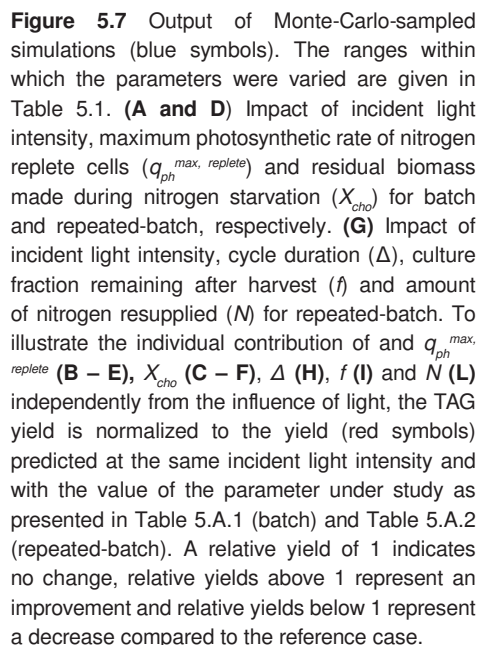 Figure 5.7 Output of Monte-Carlo-sampled
simulations (blue symbols). The ranges within
which the parameters were varied are given in
Table 5.1. (A and D) Impact of incident light
intensity, maximum photosynthetic rate of nitrogen
replete cells (q_ph^max, replete) and residual biomass
made during nitrogen starvation (X_cho) for batch
and repeated-batch, respectively. (G) Impact of
incident light intensity, cycle duration (Δ), culture
fraction remaining after harvest (f) and amount
of nitrogen resupplied (N) for repeated-batch. To
illustrate the individual contribution of and q_ph^max,
replete (B – E), X_cho (C – F), Δ (H), f (I) and N (L)
independently from the influence of light, the TAG
yield is normalized to the yield (red symbols)
predicted at the same incident light intensity and
with the value of the parameter under study as
presented in Table 5.A.1 (batch) and Table 5.A.2
(repeated-batch). A relative yield of 1 indicates
no change, relative yields above 1 represent an
improvement and relative yields below 1 represent
a decrease compared to the reference case.